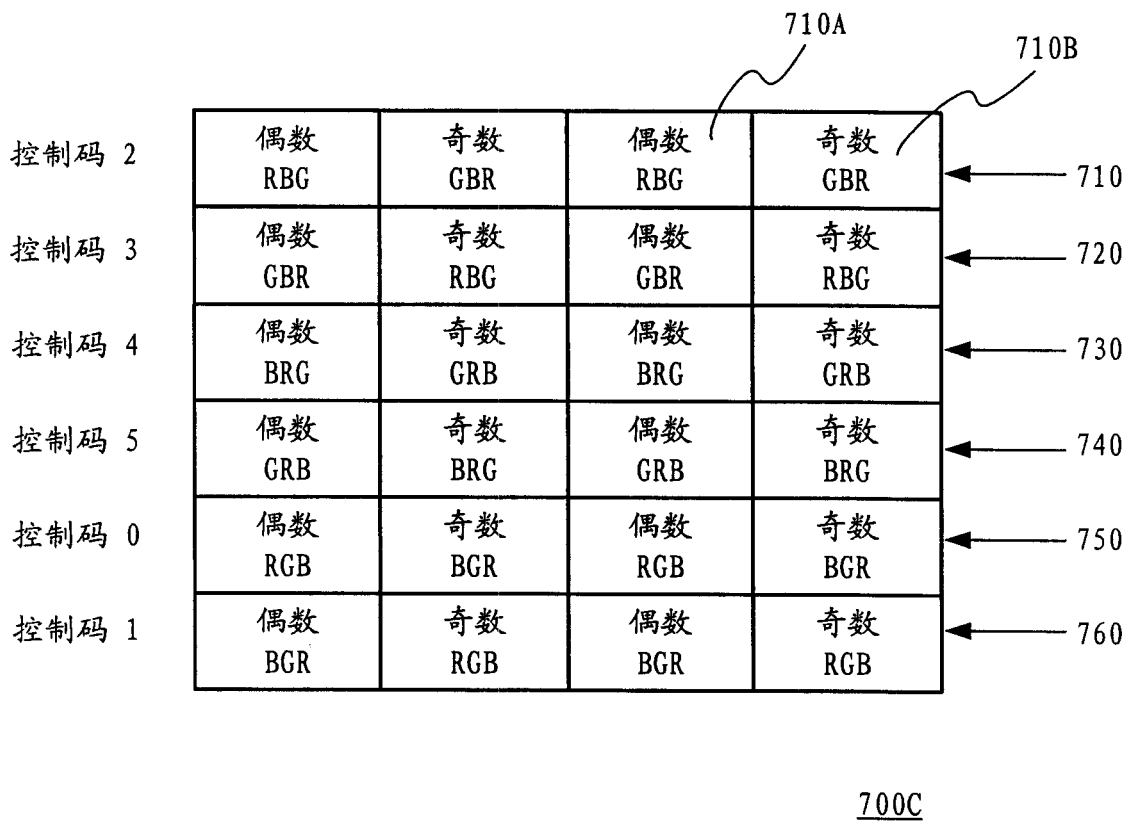 710A
710B
控制码 2
偶数 奇数 偶数 奇数
RBG GBR RBG GBR
710
控制码 3
偶数 奇数 偶数 奇数
GBR RBG GBR RBG
720
控制码 4
偶数 奇数 偶数 奇数
BRG GRB BRG GRB
730
控制码 5
偶数 奇数 偶数 奇数
GRB BRG GRB BRG
740
控制码 0
偶数 奇数 偶数 奇数
RGB BGR RGB BGR
750
控制码 1
偶数 奇数 偶数 奇数
BGR RGB BGR RGB
760
700C